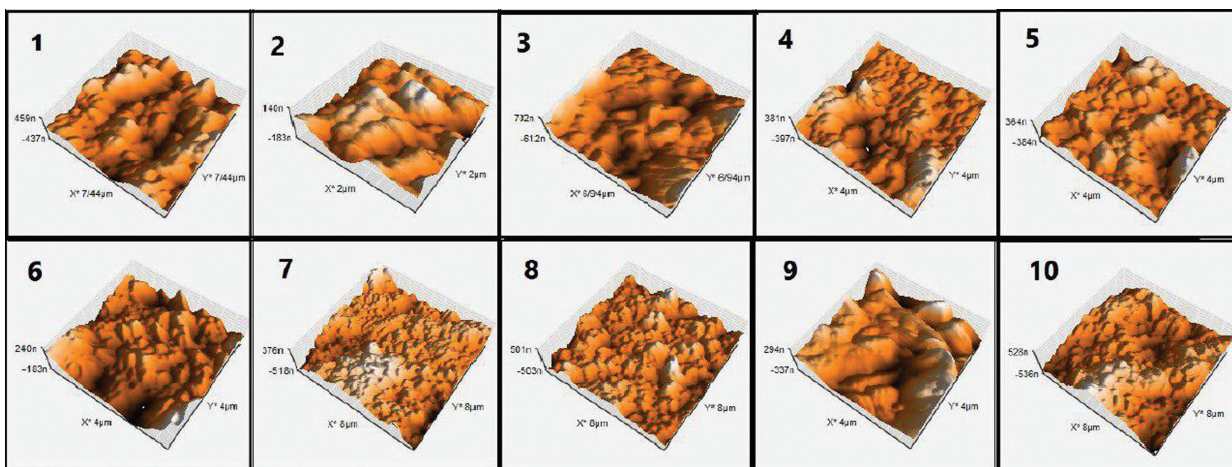 1
459n
-437n
X* 7/44µm
Y* 7/44µm
2
140n
-183n
X* 2µm
Y* 2µm
3
792n
-612n
X* 6/94µm
Y* 6/94µm
4
381n
-397n
X* 4µm
Y* 4µm
5
364n
-384n
X* 4µm
Y* 4µm
6
240n
-183n
X* 4µm
Y* 4µm
7
376n
-518n
X* 8µm
Y* 8µm
8
501n
-503n
X* 8µm
Y* 8µm
9
294n
-337n
X* 4µm
Y* 4µm
10
528n
-536n
X* 8µm
Y* 8µm